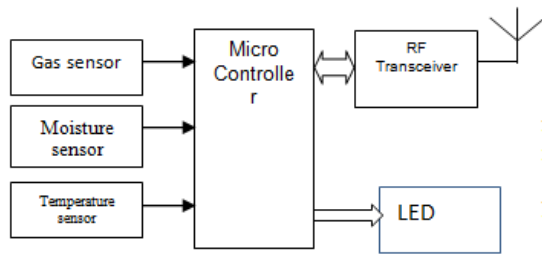 Gas sensor
Moisture
sensor
Temperature
sensor
Micro
Controlle
r
RF
Transceiver
LED